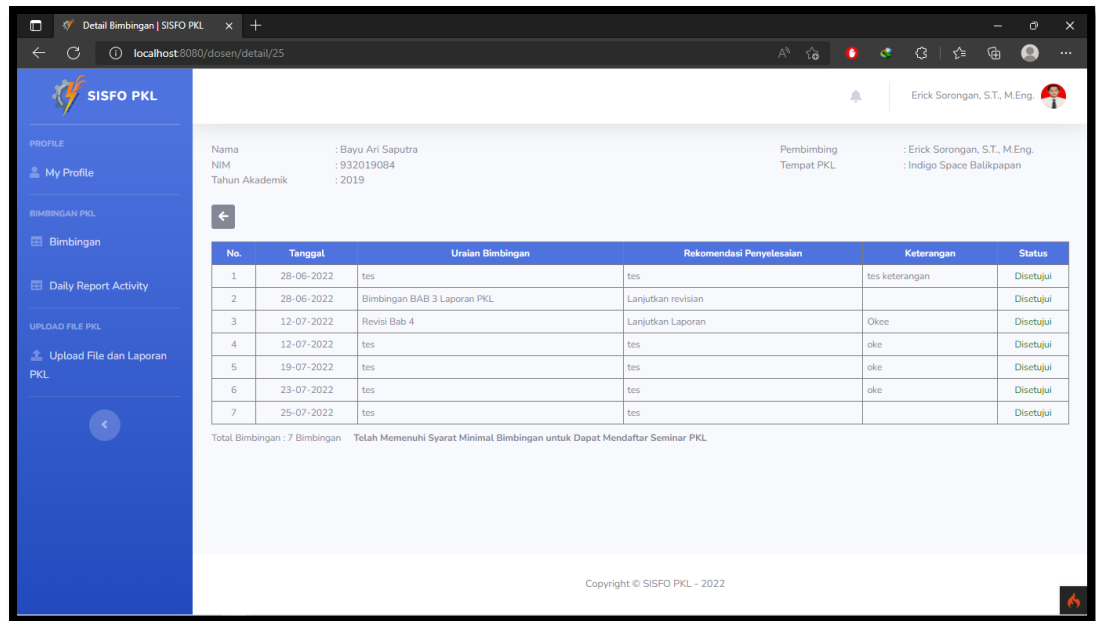 Detail Bimbingan | SISFO PKL
localhost:8080/dosen/detail/25
SISFO PKL
Erick Sorongan, S.T., M.Eng.
PROFILE
My Profile
BIMBINGAN PKL
Bimbingan
Daily Report Activity
UPLOAD FILE PKL
Upload File dan Laporan
PKL
Nama : Bayu Ari Saputra Pembimbing : Erick Sorongan, S.T., M.Eng.
NIM : 932019084 Tempat PKL : Indigo Space Balikpapan
Tahun Akademik : 2019
No. Tanggal Uraian Bimbingan Rekomendasi Penyelesaian Keterangan Status
1 28-06-2022 tes tes tes keterangan Disetujui
2 28-06-2022 Bimbingan BAB 3 Laporan PKL Lanjutkan revisian Disetujui
3 12-07-2022 Revisi Bab 4 Lanjutkan Laporan Okee Disetujui
4 12-07-2022 tes tes oke Disetujui
5 19-07-2022 tes tes oke Disetujui
6 23-07-2022 tes tes oke Disetujui
7 25-07-2022 tes tes Disetujui
Total Bimbingan : 7 Bimbingan Telah Memenuhi Syarat Minimal Bimbingan untuk Dapat Mendaftar Seminar PKL
Copyright © SISFO PKL - 2022